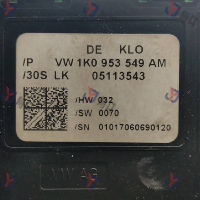 DE KLO
/P VW 1K0 953 549 AM
/30S LK 05113543
/HW 032
/SW 0070
/SN 01017060690120
VW AG